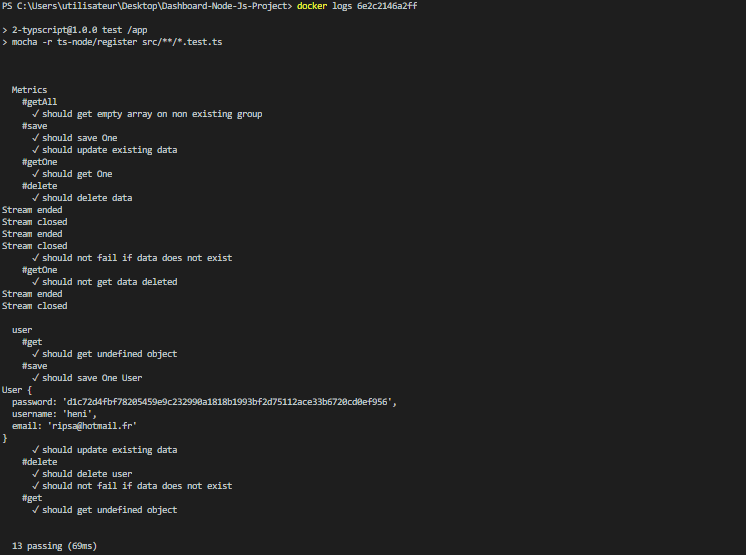 PS C:\Users\utilisateur\Desktop\Dashboard-Node-Js-Project> docker logs 6e2c2146a2ff
> 2-typscript@1.0.0 test /app
> mocha -r ts-node/register src/**/*.test.ts
Metrics
#getAll
✓ should get empty array on non existing group
#save
✓ should save One
✓ should update existing data
#getOne
✓ should get One
#delete
✓ should delete data
Stream ended
Stream closed
Stream ended
Stream closed
✓ should not fail if data does not exist
#getOne
✓ should not get data deleted
Stream ended
Stream closed
user
#get
✓ should get undefined object
#save
✓ should save One User
User {
password: 'd1c72d4fbf78205459e9c232990a1818b1993bf2d75112ace33b6720cd0ef956',
username: 'heni',
email: 'ripsa@hotmail.fr'
}
✓ should update existing data
#delete
✓ should delete user
✓ should not fail if data does not exist
#get
✓ should get undefined object
13 passing (69ms)